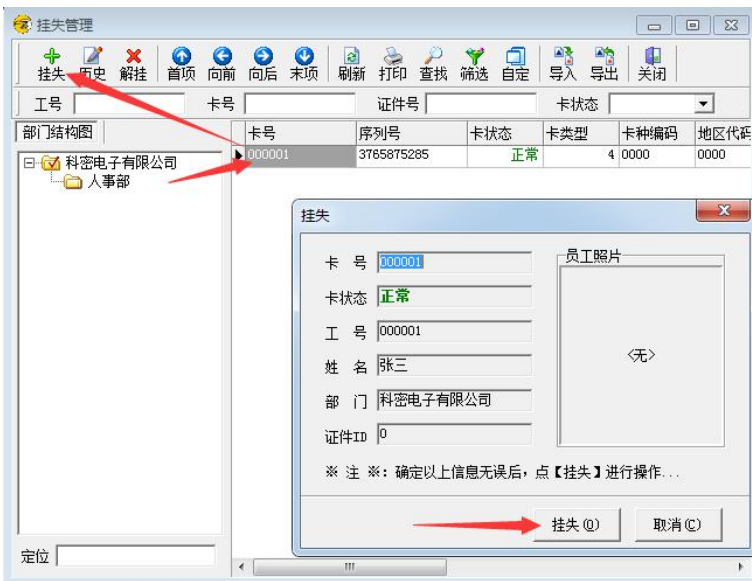 挂失管理
挂失 历史 解挂 首项 向前 向后 末项 刷新 打印 查找 筛选 自定 导入 导出 关闭
工号 卡号 证件号 卡状态
部门结构图
卡号 序列号 卡状态 卡类型 卡种编码 地区代码
000001 3765875285 正常 4 0000 0000
科密电子有限公司
人事部
挂失
卡 号 000001
卡状态 正常
工 号 000001
姓 名 张三
部 门 科密电子有限公司
证件ID 0
员工照片
<无>
※ 注 ※：确定以上信息无误后，点【挂失】进行操作...
挂失(O) 取消(C)
定位